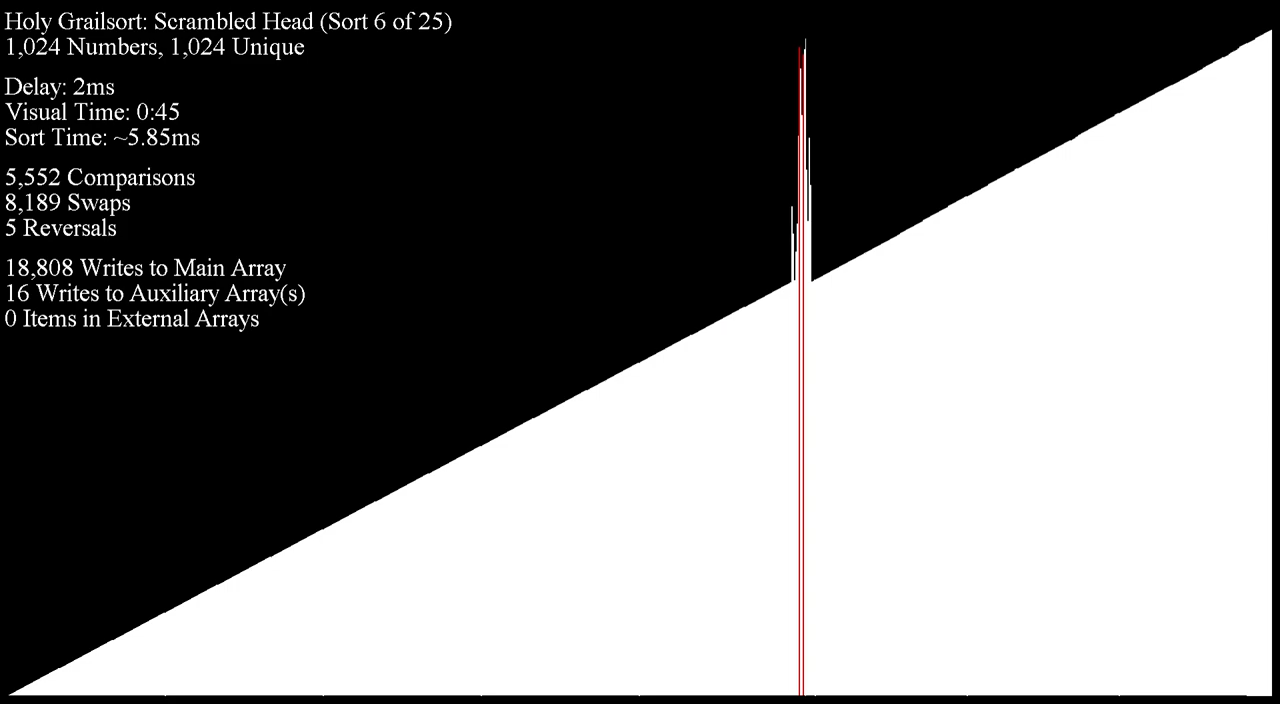 Holy Grailsort: Scrambled Head (Sort 6 of 25)
1,024 Numbers, 1,024 Unique
Delay: 2ms
Visual Time: 0:45
Sort Time: ~5.85ms
5,552 Comparisons
8,189 Swaps
5 Reversals
18,808 Writes to Main Array
16 Writes to Auxiliary Array(s)
0 Items in External Arrays